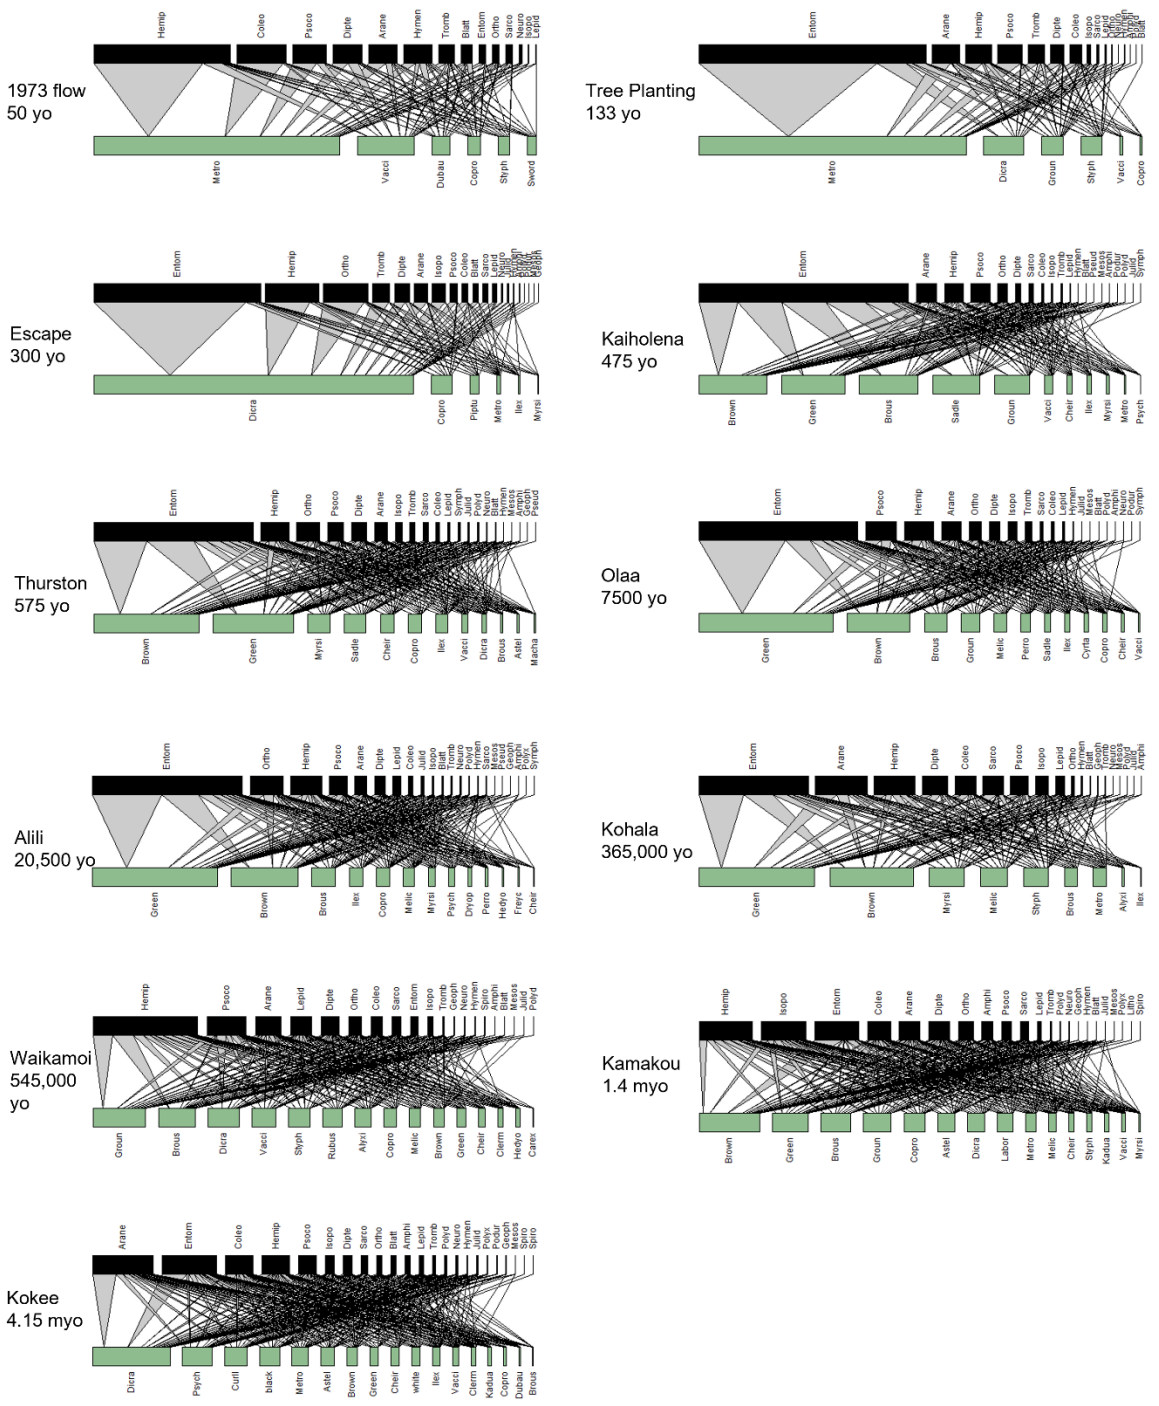 Hemip Coleo Psoco Dipte Arane Hymen Tromb Blatt Entom Ortho Sarco Neuro Isopo Lepid
1973 flow
50 yo
Metro Vacci Dubau Copro Styph Sword
Entom Arane Hemip Psoco Tromb Dipte Coleo Isopo Sarco Lepid Ortho Neuro Hymen Amphi Polyd Blatt
Tree Planting
133 yo
Metro Dicra Groun Styph Vacci Copro
Entom Hemip Ortho Tromb Dipte Arane Isopo Psoco Coleo Blatt Sarco Lepid Neuro Julid Hymen Amphi Mesos Geoph
Escape
300 yo
Dicra Copro Piptu Metro Ilex Myrsi
Entom Arane Hemip Psoco Ortho Dipte Sarco Coleo Isopo Tromb Lepid Hymen Blatt Pseud Mesos Amphi Podur Polyd Julid Symph
Kaiholena
475 yo
Brown Green Brous Sadle Groun Vacci Cheir Ilex Myrsi Metro Psych
Entom Hemip Ortho Psoco Dipte Arane Isopo Tromb Sarco Coleo Lepid Symph Julid Polyd Neuro Blatt Hymen Mesos Amphi Geoph Pseud
Thurston
575 yo
Brown Green Myrsi Sadle Cheir Copro Ilex Vacci Dicra Brous Astel Macha
Entom Psoco Hemip Arane Ortho Dipte Isopo Tromb Sarco Coleo Lepid Hymen Julid Mesos Blatt Polyd Amphi Neuro Podur Symph
Olaa
7500 yo
Green Brown Brous Groun Melic Perro Sadle Ilex Cyrta Copro Cheir Vacci
Entom Ortho Hemip Psoco Arane Dipte Lepid Coleo Julid Isopo Blatt Tromb Neuro Polyd Hymen Sarco Mesos Pseud Geoph Amphi Polyx Symph
Alili
20,500 yo
Green Brown Brous Ilex Copro Melic Myrsi Psych Dryop Perro Hedyo Freyc Cheir
Entom Arane Hemip Dipte Coleo Sarco Psoco Isopo Lepid Ortho Hymen Blatt Geoph Tromb Neuro Mesos Polyd Julid Amphi
Kohala
365,000 yo
Green Brown Myrsi Melic Styph Brous Metro Alyxi Ilex
Hemip Psoco Arane Lepid Dipte Ortho Coleo Sarco Entom Isopo Tromb Geoph Neuro Hymen Spiro Amphi Blatt Mesos Julid Polyd
Waikamoi
545,000
yo
Groun Brous Dicra Vacci Styph Rubus Alyxi Copro Melic Brown Green Cheir Clerm Hedyo Carex
Hemip Isopo Entom Coleo Arane Dipte Ortho Amphi Psoco Sarco Lepid Tromb Polyd Neuro Geoph Hymen Blatt Julid Mesos Polyx Litho Spiro
Kamakou
1.4 myo
Brown Green Brous Groun Copro Astel Dicra Labor Metro Melic Cheir Styph Kadua Vacci Myrsi
Arane Entom Coleo Hemip Psoco Isopo Dipte Sarco Ortho Blatt Amphi Lepid Tromb Polyd Neuro Hymen Julid Polyx Podur Geoph Mesos Spiro Spiro
Kokee
4.15 myo
Dicra Psych Curll black Metro Astel Brown Green Cheir white Ilex Vacci Clerm Kadua Copro Dubau Brous